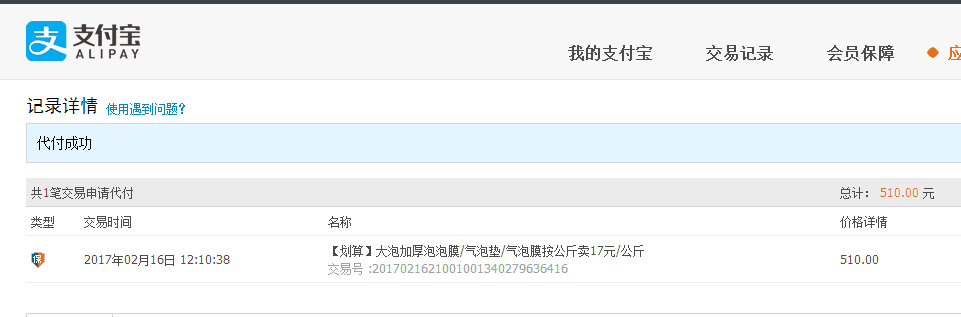 支付宝
ALIPAY
我的支付宝 交易记录 会员保障 应
记录详情 使用遇到问题?
代付成功
共1笔交易申请代付 总计: 510.00 元
类型 交易时间 名称 价格详情
保 2017年02月16日 12:10:38 【划算】大泡加厚泡泡膜/气泡垫/气泡膜按公斤卖17元/公斤 510.00
交易号 :2017021621001001340279636416